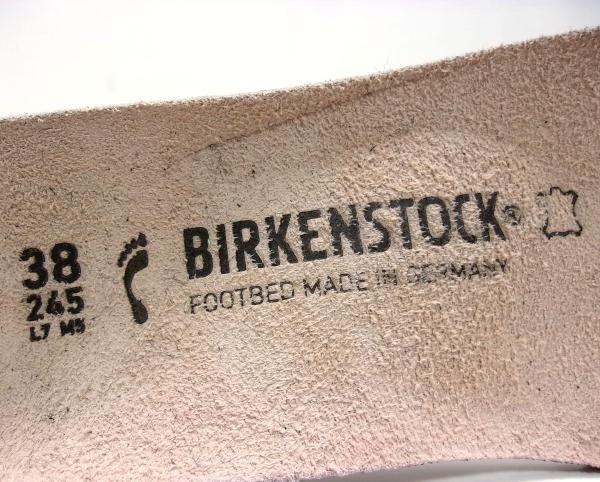 38
245
L7 M5
BIRKENSTOCK®
FOOTBED MADE IN GERMANY